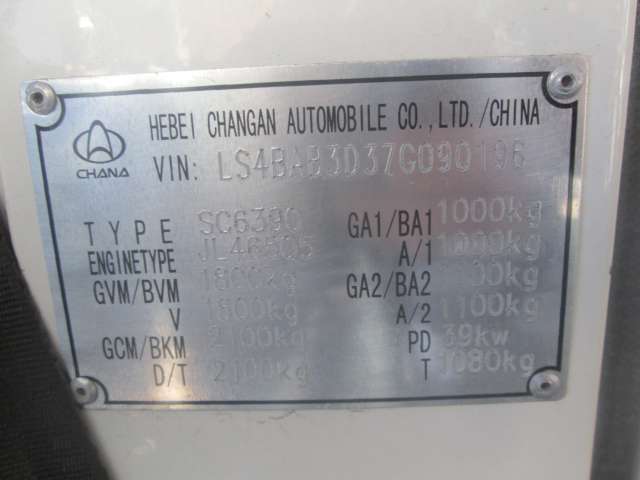 CHANA
HEBEI CHANGAN AUTOMOBILE CO.,LTD./CHINA
VIN: LS4BAB3D37G090196
TYPE SC6390 GA1/BA1 1000kg
ENGINETYPE JL465Q5 A/1 1000kg
GVM/BVM 1800kg GA2/BA2
V 1800kg A/2 1100kg
GCM/BKM 2100kg PD 39kw
D/T 2100kg T 1080kg